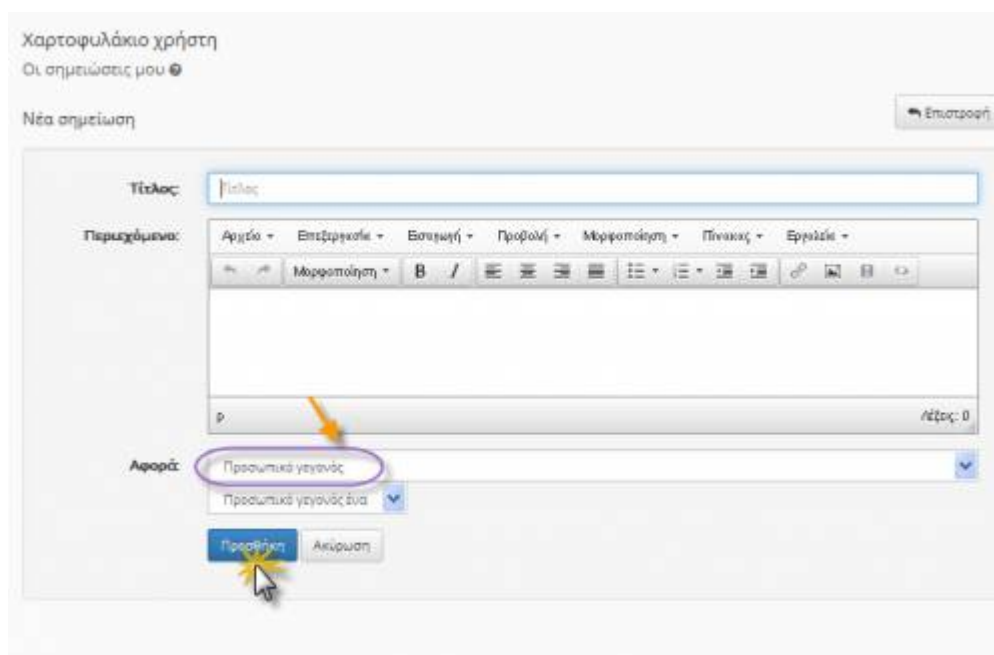 Χαρτοφυλάκιο χρήστη
Οι σημειώσεις μου
Νέα σημείωση
Επιστροφή
Τίτλος:
Τίτλος
Περιεχόμενο:
Αρχείο Επεξεργασία Εισαγωγή Προβολή Μορφοποίηση Πίνακας Εργαλεία
Μορφοποίηση B I
p
Λέξεις: 0
Αφορά:
Προσωπικό γεγονός
Προσωπικό γεγονός ένα
Προσθήκη Ακύρωση